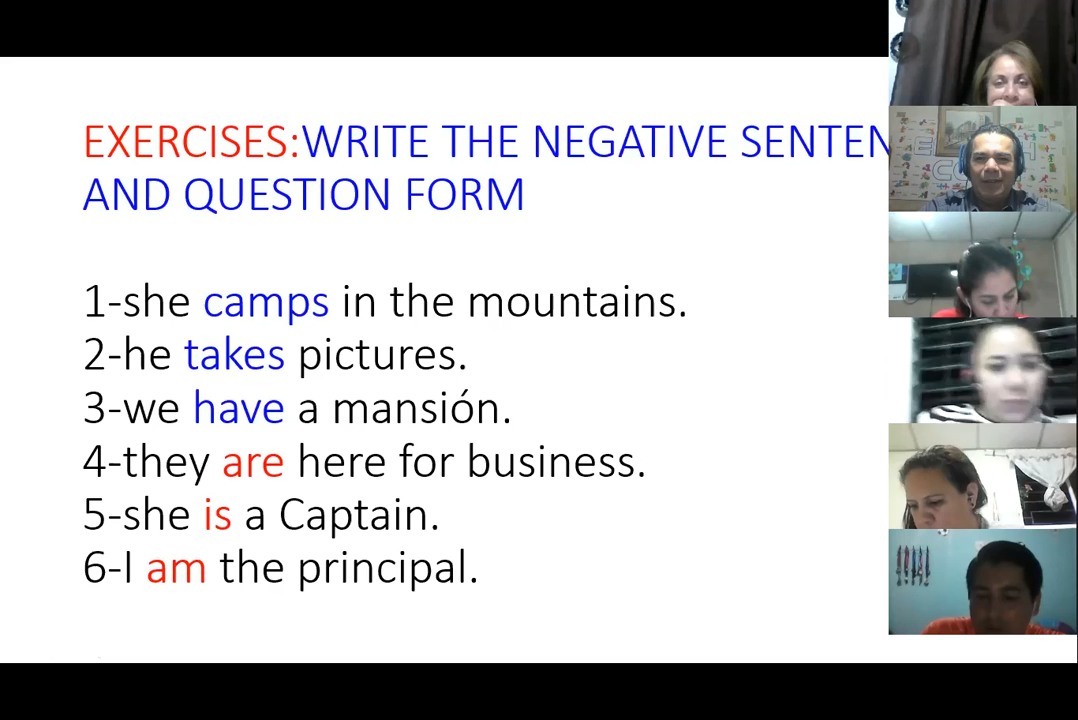 EXERCISES:WRITE THE NEGATIVE SENTEN
AND QUESTION FORM
1-she camps in the mountains.
2-he takes pictures.
3-we have a mansión.
4-they are here for business.
5-she is a Captain.
6-I am the principal.